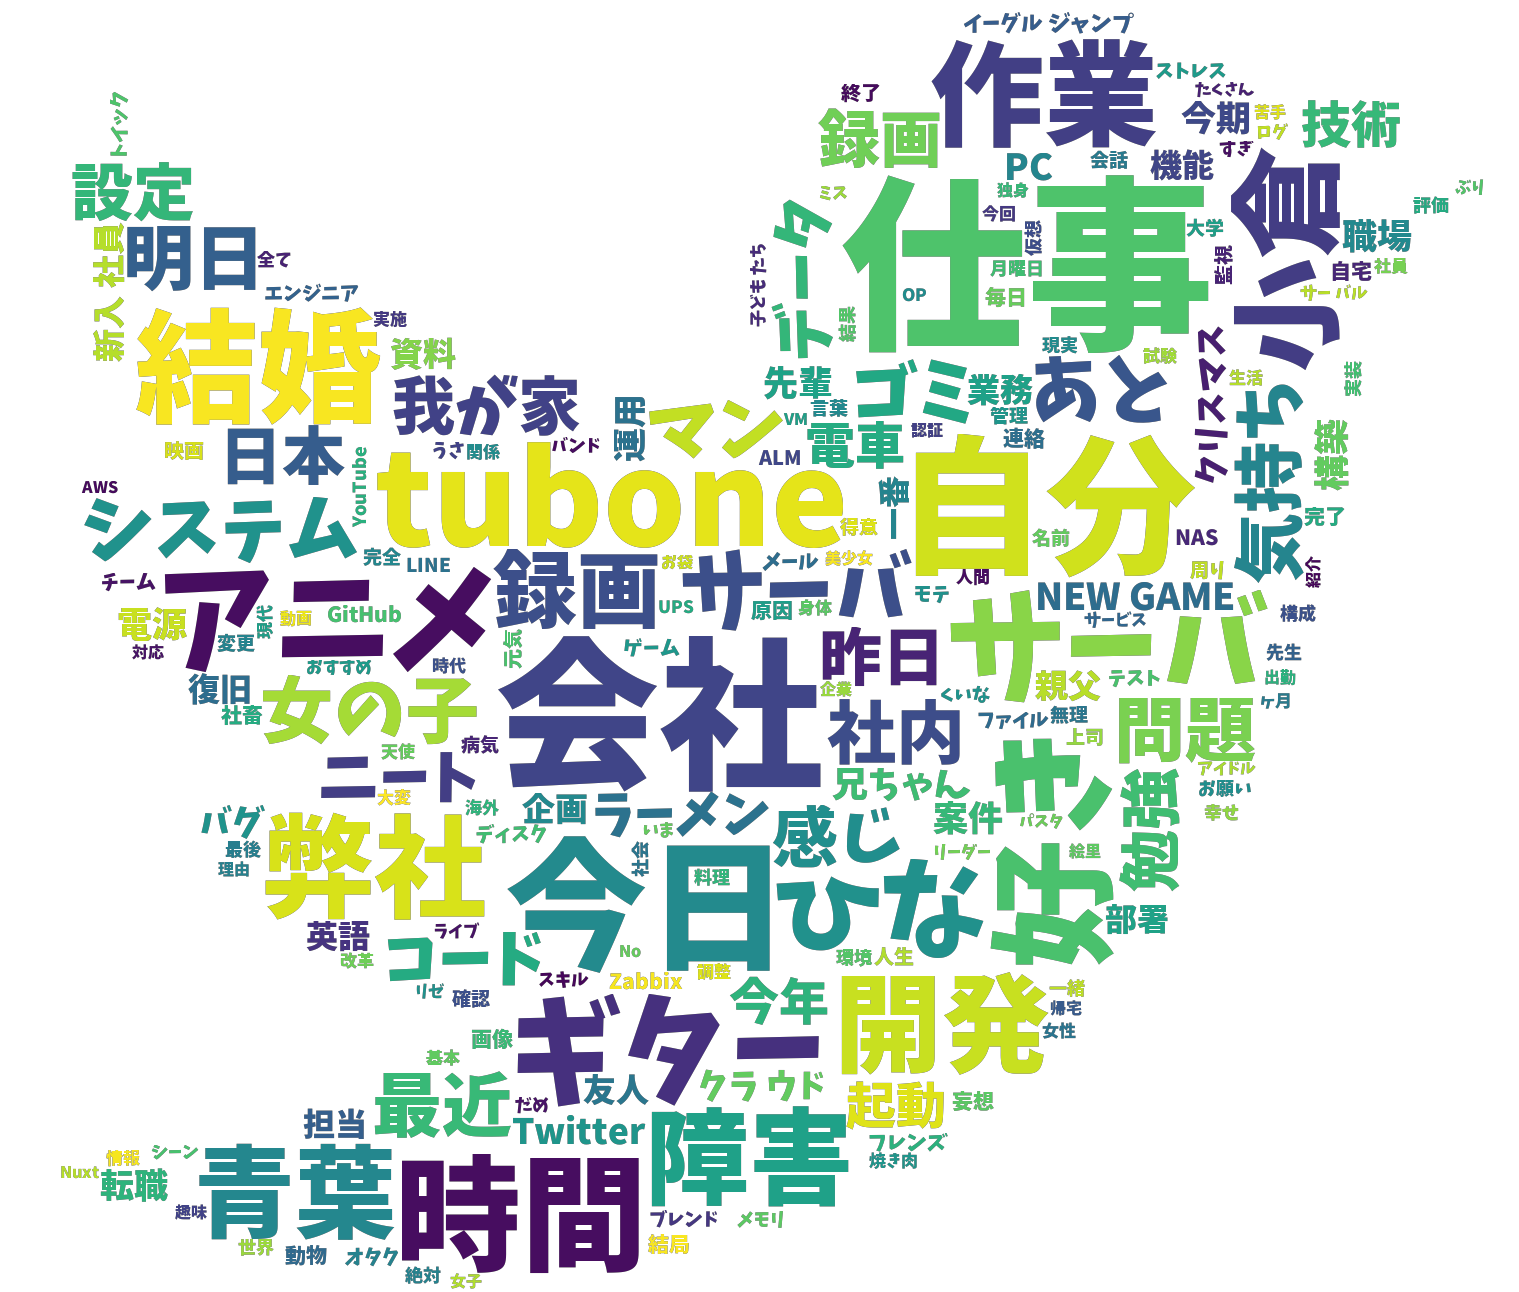 イーグル ジャンプ
作業
ストレス
たくさん
終了
今期
苦手
ログ
技術
録画
すぎ
トイック
PC
会話
機能
小倉
設定
ミス
独身
ぶり
仕事
データ
今回
仮想
大学
評価
職場
新入 社員
明日
全て
子どもたち
月曜日
監視
自宅
社員
エンジニア
OP
毎日
サー バル
結婚
実施
結果
クリスマス
現実
試験
資料
先輩
ゴミ
業務
あと
生活
実装
我が家
運用
マン
言葉
VM
管理
気持ち
日本
映画
うさ
関係
バンド
電車
認証
連絡
構築
YouTube
tubone
ALM
自分
AWS
一番
システム
得意
名前
NAS
完了
完全
LINE
録画
お袋
サーバ
メール
美少女
人間
周り
紹介
チーム
アニメ
モテ
NEW GAME
サーバ
電源
現代
動画
GitHub
UPS
原因
身体
サービス
構成
対応
変更
元気
ゲーム
昨日
おすすめ
時代
会社
先生
復旧
社畜
女の子
企業
くいな
親父
テスト
出勤
ケ月
社内
ファイル
無理
問題
天使
病気
上司
ニート
好き
アイドル
大変
兄ちゃん
勉強
お願い
バグ
海外
企画
ラーメン
案件
パスタ
幸せ
弊社
ディスク
いま
感じ
最後
理由
社会
リーダー
絵里
今日
料理
ひな
部署
英語
ライブ
改革
コード
No
環境
人生
リゼ
スキル
Zabbix
調整
確認
今年
開発
一緒
帰宅
ギター
画像
女性
基本
クラ ウド
最近
友人
起動
妄想
だめ
担当
Twitter
障害
フレンズ
シーン
青葉
時間
焼き肉
情報
Nuxt
転職
趣味
ブレンド
メモリ
世界
動物
オタク
結局
絶対
女子